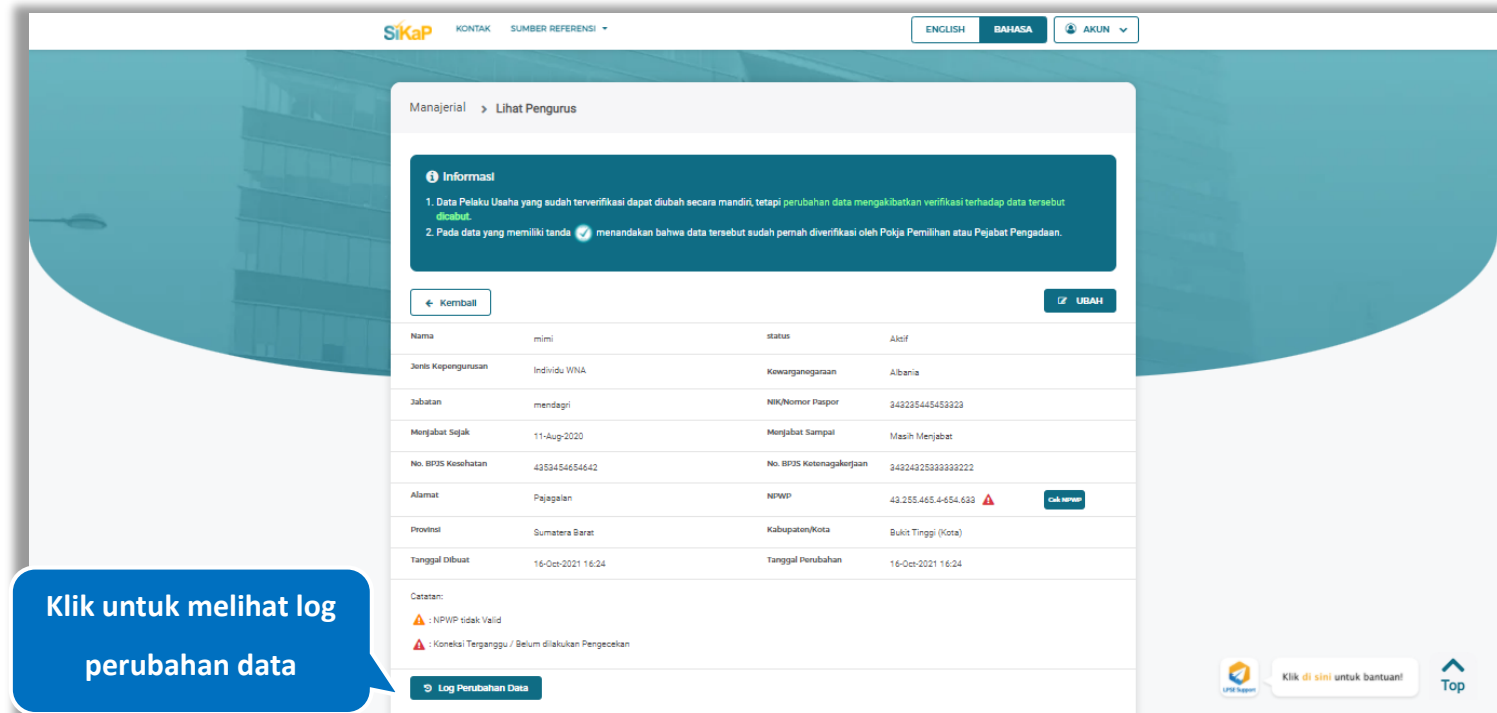 SiKaP KONTAK SUMBER REFERENSI ENGLISH BAHASA AKUN
Manajerial > Lihat Pengurus
Informasi
1. Data Pelaku Usaha yang sudah terverifikasi dapat diubah secara mandiri, tetapi perubahan data mengakibatkan verifikasi terhadap data tersebut
dicabut.
2. Pada data yang memiliki tanda menandakan bahwa data tersebut sudah pernah diverifikasi oleh Pokja Pemilihan atau Pejabat Pengadaan.
Kembali UBAH
Nama mimi status Aktif
Jenis Kepengurusan Individu WNA Kewarganegaraan Albania
Jabatan mendagri NIK/Nomor Paspor 343235445453323
Menjabat Sejak 11-Aug-2020 Menjabat Sampai Masih Menjabat
No. BPJS Kesehatan 4353454654642 No. BPJS Ketenagakerjaan 34324325333333222
Alamat Pajagalan NPWP 43.255.465.4-654.633 Cek NPWP
Provinsi Sumatera Barat Kabupaten/Kota Bukit Tinggi (Kota)
Tanggal Dibuat 16-Oct-2021 16:24 Tanggal Perubahan 16-Oct-2021 16:24
Catatan:
: NPWP tidak Valid
: Koneksi Terganggu / Belum dilakukan Pengecekan
Log Perubahan Data
Klik untuk melihat log
perubahan data
LPSE Support
Klik di sini untuk bantuan!
Top